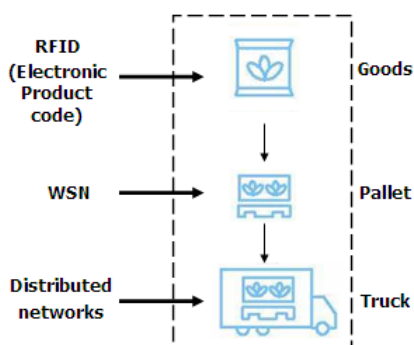 RFID
(Electronic
Product
code)
Goods
WSN
Pallet
Distributed
networks
Truck